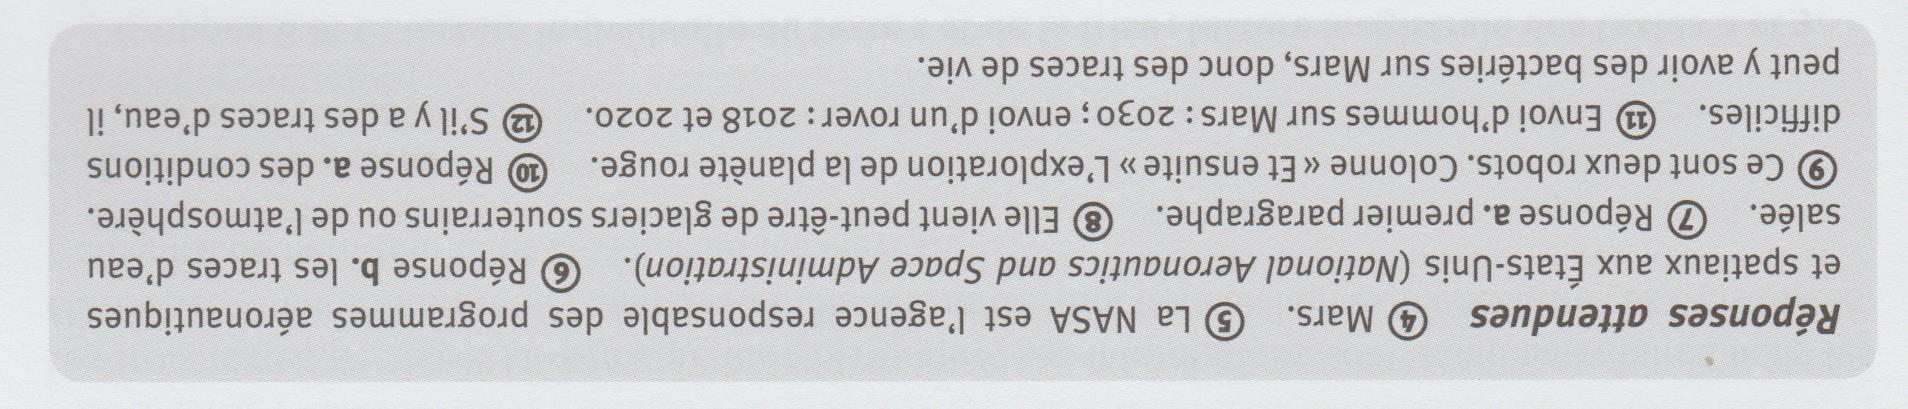 Réponses attendues ④ Mars. ⑤ La NASA est l'agence responsable des programmes aéronautiques
et spatiaux aux États-Unis (National Aeronautics and Space Administration). ⑥ Réponse b. les traces d'eau
salée. ⑦ Réponse a. premier paragraphe. ⑧ Elle vient peut-être de glaciers souterrains ou de l'atmosphère.
⑨ Ce sont deux robots. Colonne « Et ensuite » L'exploration de la planète rouge. ⑩ Réponse a. des conditions
difficiles. ⑪ Envoi d'hommes sur Mars : 2030 ; envoi d'un rover : 2018 et 2020. ⑫ S'il y a des traces d'eau, il
peut y avoir des bactéries sur Mars, donc des traces de vie.